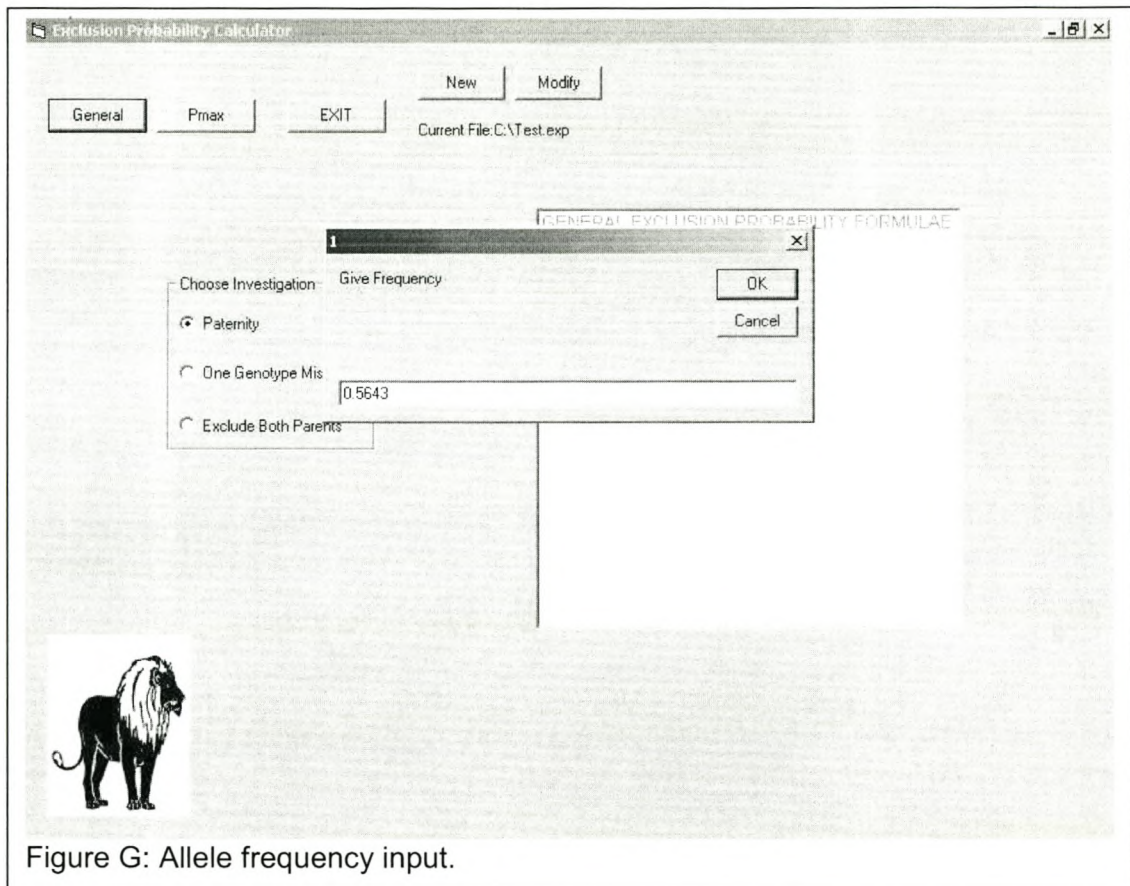 Exclusion Probability Calculator
New Modify
General Pmax EXIT
Current File:C:\Test.exp
GENERAL EXCLUSION PROBABILITY FORMULAE
1
Choose Investigation
Give Frequency
OK
Paternity
Cancel
One Genotype Mis
0.5643
Exclude Both Parents
Figure G: Allele frequency input.